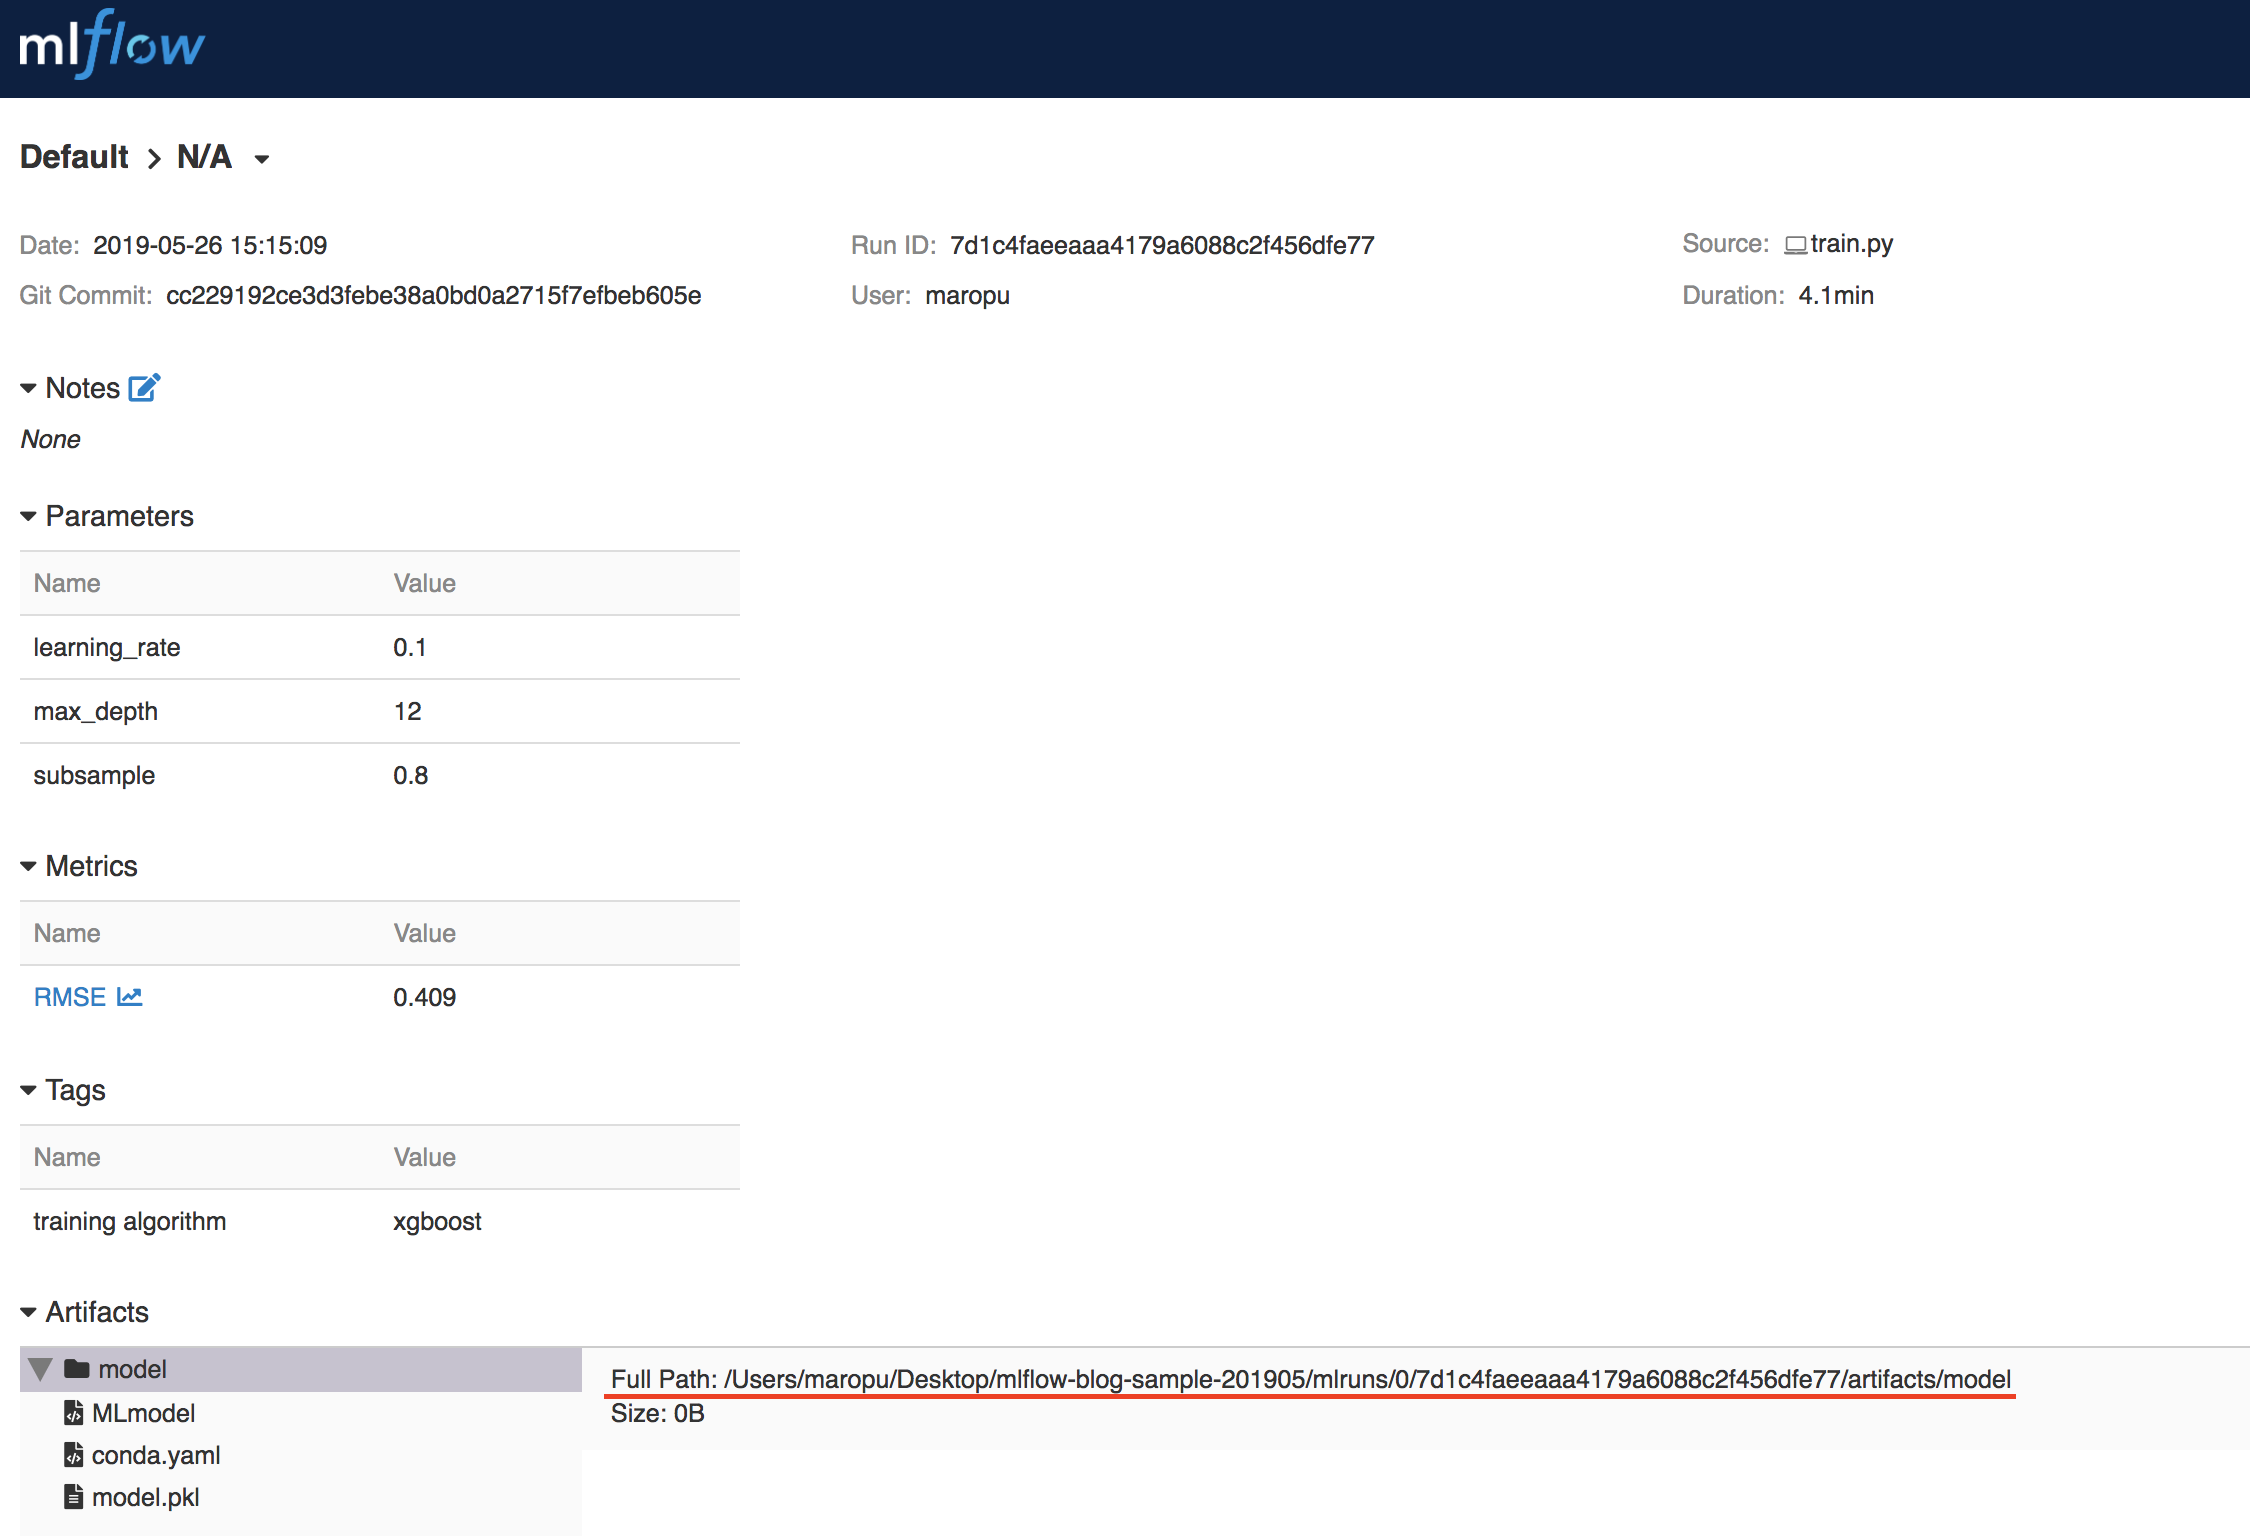 mlflow
Default > N/A
Date: 2019-05-26 15:15:09
Run ID: 7d1c4faeeaaa4179a6088c2f456dfe77
Source: train.py
Git Commit: cc229192ce3d3febe38a0bd0a2715f7efbeb605e
User: maropu
Duration: 4.1min
Notes
None
Parameters
Name Value
learning_rate 0.1
max_depth 12
subsample 0.8
Metrics
Name Value
RMSE 0.409
Tags
Name Value
training algorithm xgboost
Artifacts
model
MLmodel
conda.yaml
model.pkl
Full Path: /Users/maropu/Desktop/mlflow-blog-sample-201905/mlruns/0/7d1c4faeeaaa4179a6088c2f456dfe77/artifacts/model
Size: 0B